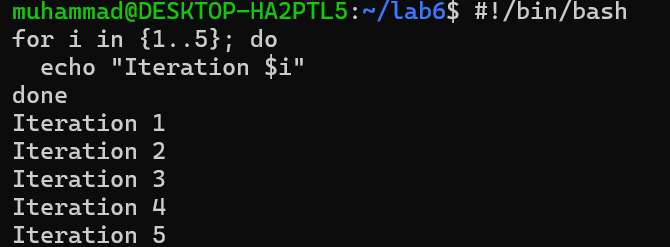 muhammad@DESKTOP-HA2PTL5:~/lab6$ #!/bin/bash
for i in {1..5}; do
  echo "Iteration $i"
done
Iteration 1
Iteration 2
Iteration 3
Iteration 4
Iteration 5